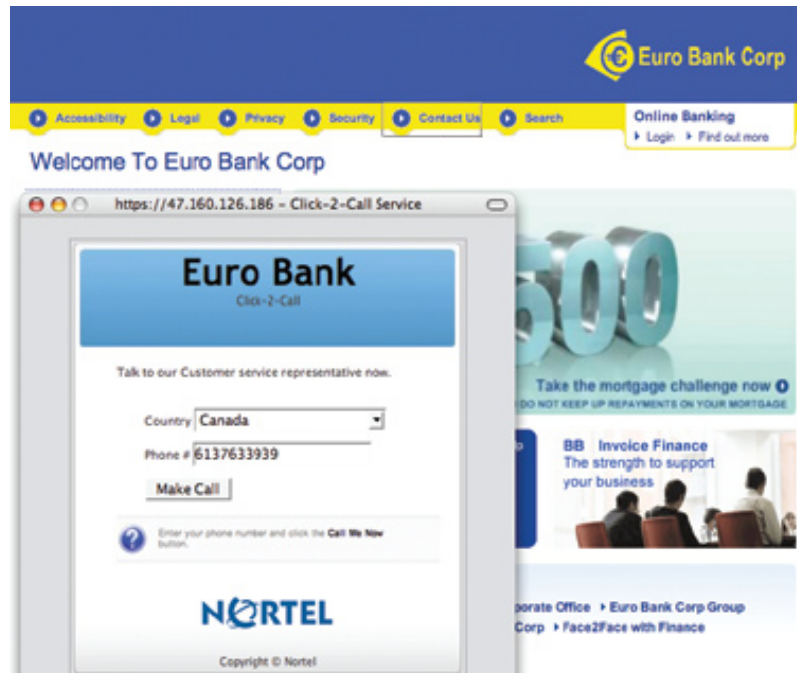 Euro Bank Corp
Accessibility Legal Privacy Security Contact Us Search
Online Banking
Login Find out more
Welcome To Euro Bank Corp
https://47.160.126.186 - Click-2-Call Service
Euro Bank
Click-2-Call
Talk to our Customer service representative now.
Country Canada
Phone # 6137633939
Make Call
Enter your phone number and click the Call Me Now
button.
NORTEL
Copyright © Nortel
500
Take the mortgage challenge now
DO NOT KEEP UP REPAYMENTS ON YOUR MORTGAGE
BB Invoice Finance
The strength to support
your business
Office Euro Bank Corp Group
Corp Face2Face with Finance